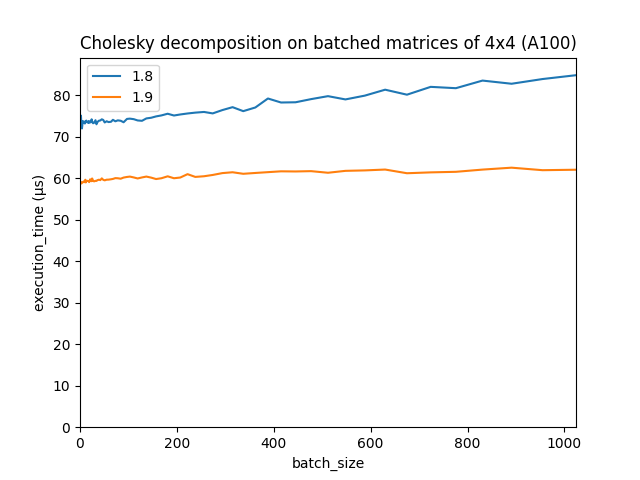 Cholesky decomposition on batched matrices of 4x4 (A100)
1.8
1.9
execution_time (µs)
80
70
60
50
40
30
20
10
0
0 200 400 600 800 1000
batch_size